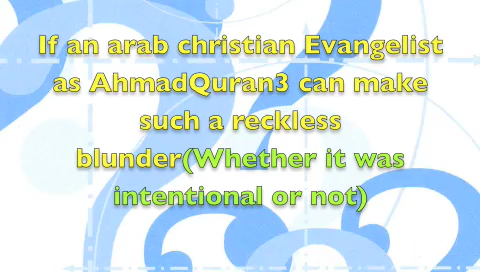 If an arab christian Evangelist
as AhmadQuran3 can make
such a reckless
blunder(Whether it was
intentional or not)